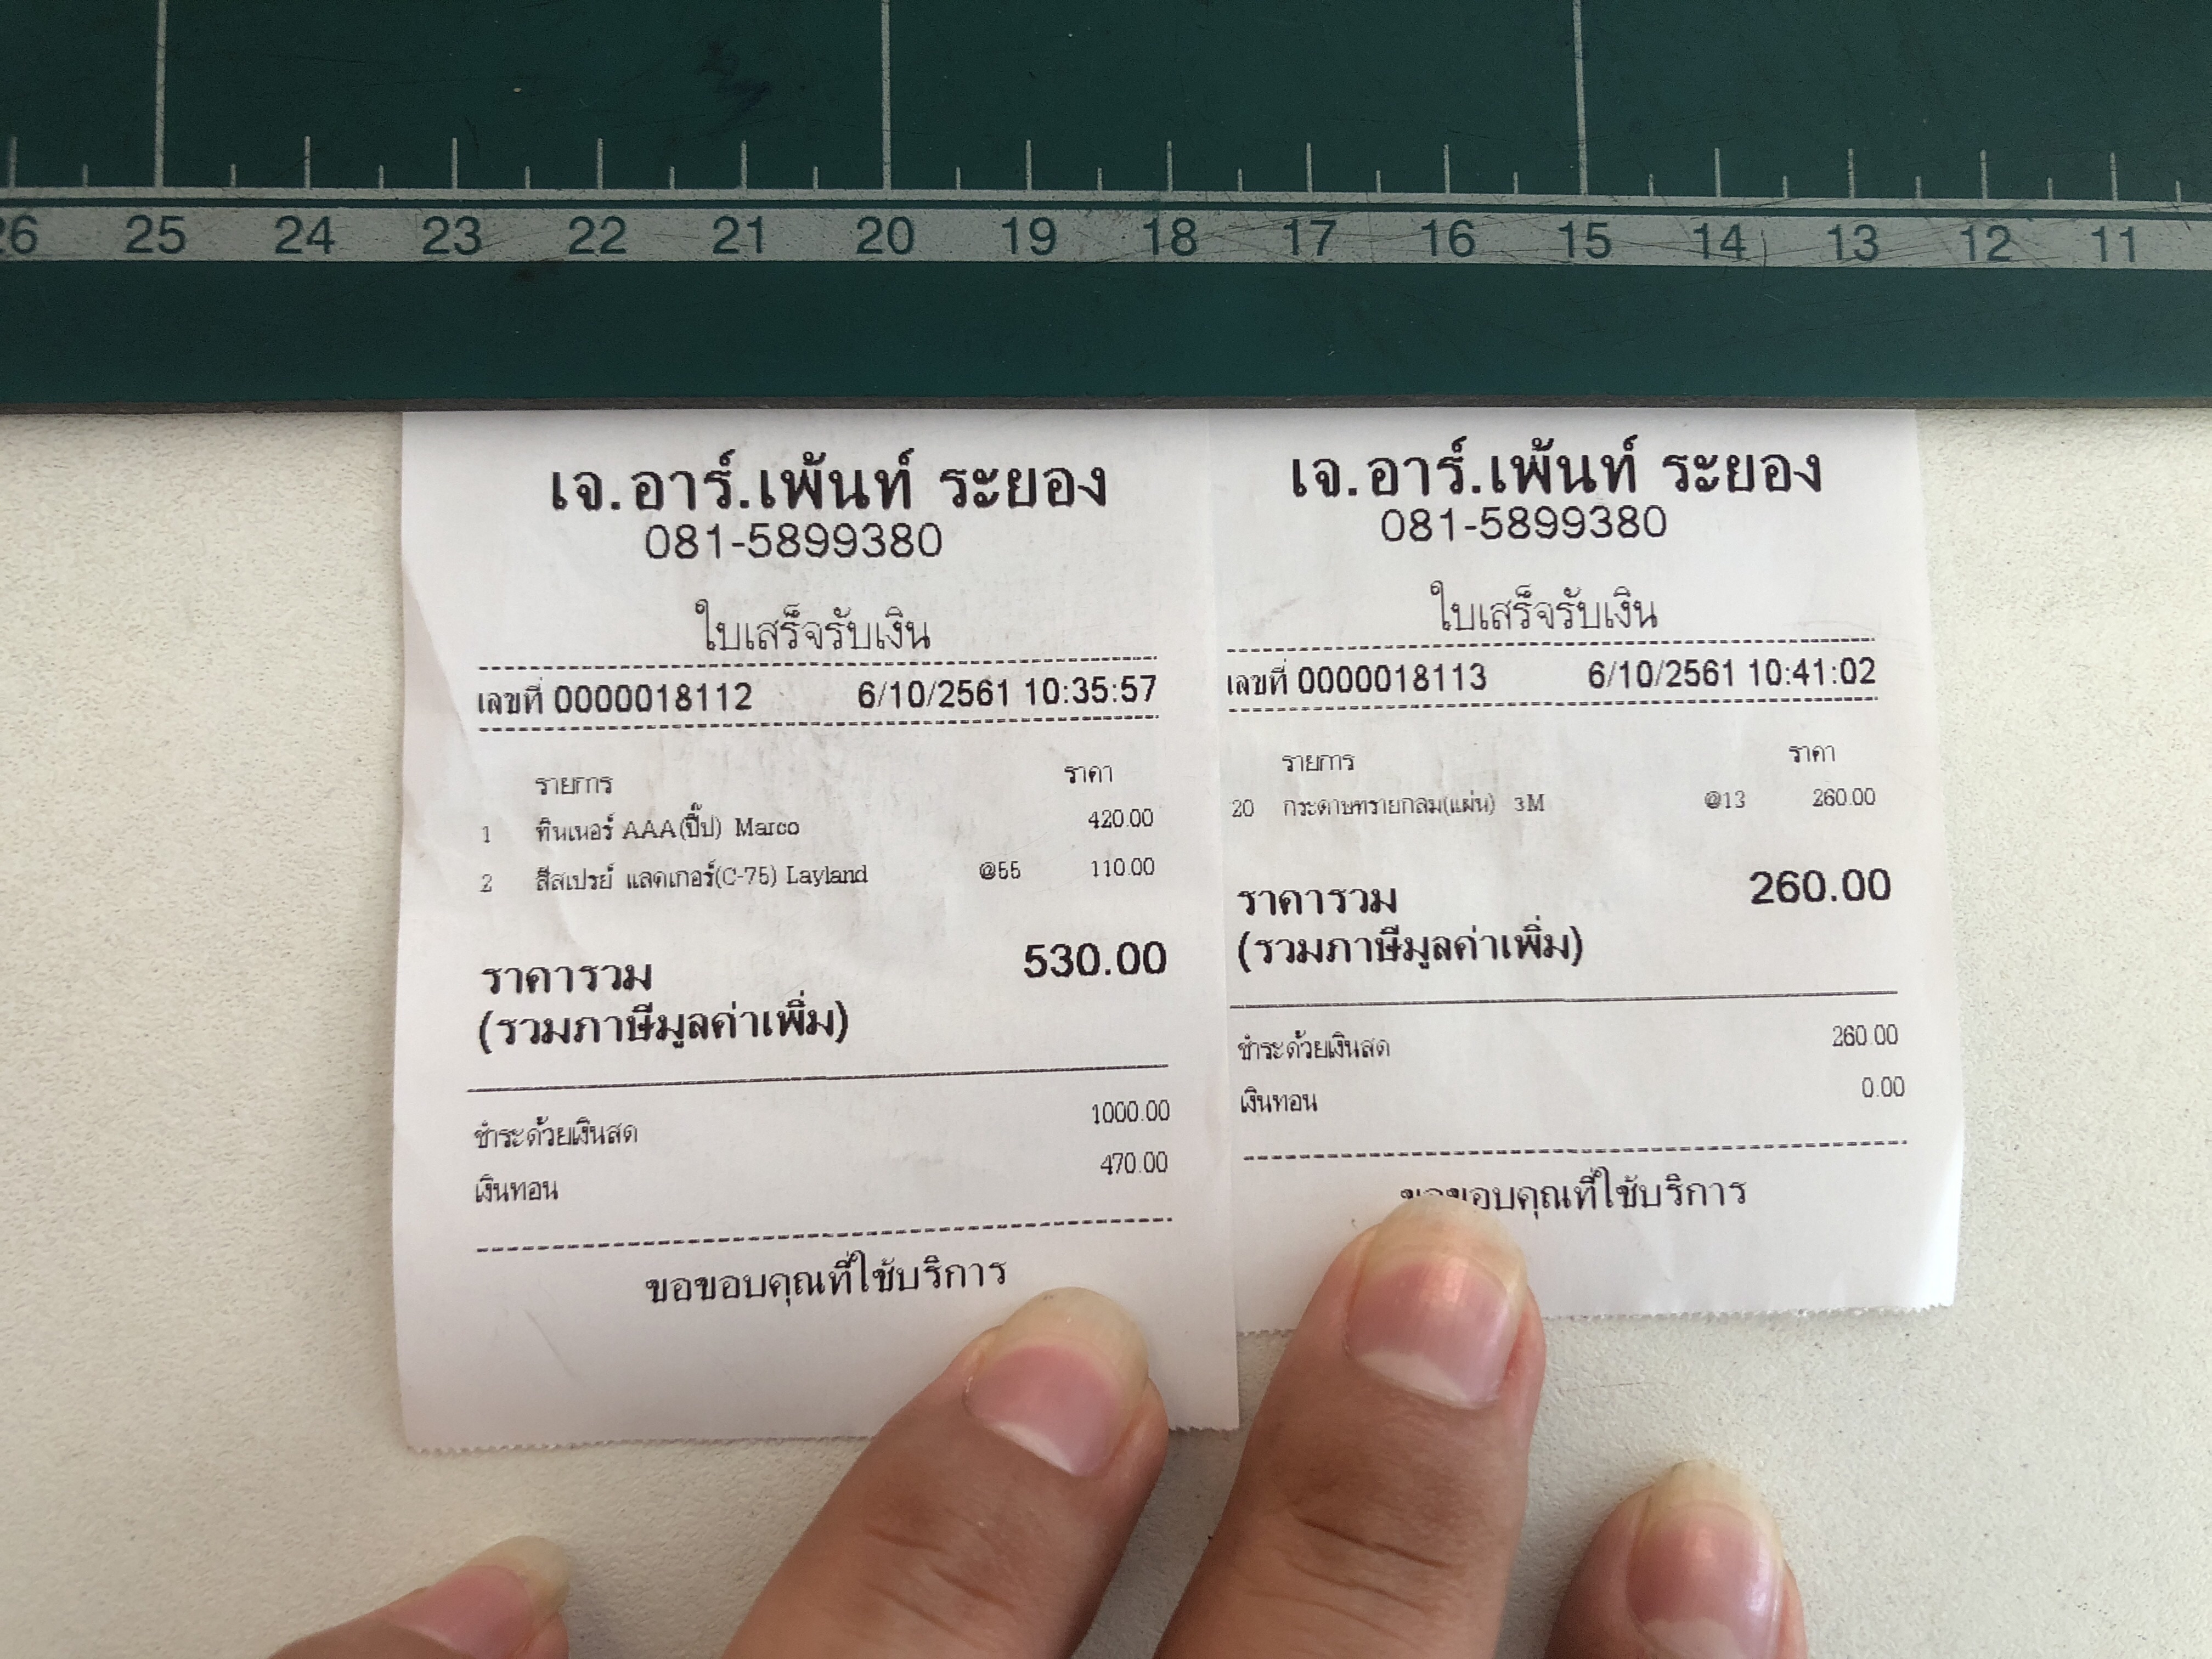 26 25 24 23 22 21 20 19 18 17 16 15 14 13 12 11
เจ.อาร์.เพ้นท์ ระยอง
081-5899380
ใบเสร็จรับเงิน
เลขที่ 0000018112 6/10/2561 10:35:57
รายการ ราคา
1 ทินเนอร์ AAA(ปี๊ป) Marco 420.00
2 สีสเปรย์ แลคเกอร์(C-75) Layland @55 110.00
ราคารวม 530.00
(รวมภาษีมูลค่าเพิ่ม)
ชำระด้วยเงินสด 1000.00
เงินทอน 470.00
ขอขอบคุณที่ใช้บริการ
เจ.อาร์.เพ้นท์ ระยอง
081-5899380
ใบเสร็จรับเงิน
เลขที่ 0000018113 6/10/2561 10:41:02
รายการ ราคา
20 กระดาษทรายกลม(แผ่น) 3M @13 260.00
ราคารวม 260.00
(รวมภาษีมูลค่าเพิ่ม)
ชำระด้วยเงินสด 260.00
เงินทอน 0.00
ขอขอบคุณที่ใช้บริการ